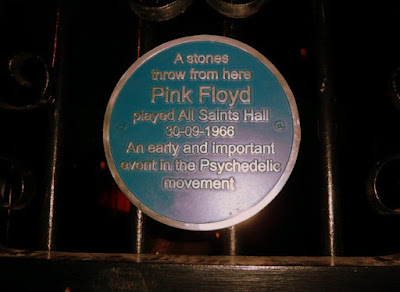 A stones
throw from here
Pink Floyd
played All Saints Hall
30-09-1966
An early and important
event in the Psychedelic
movement